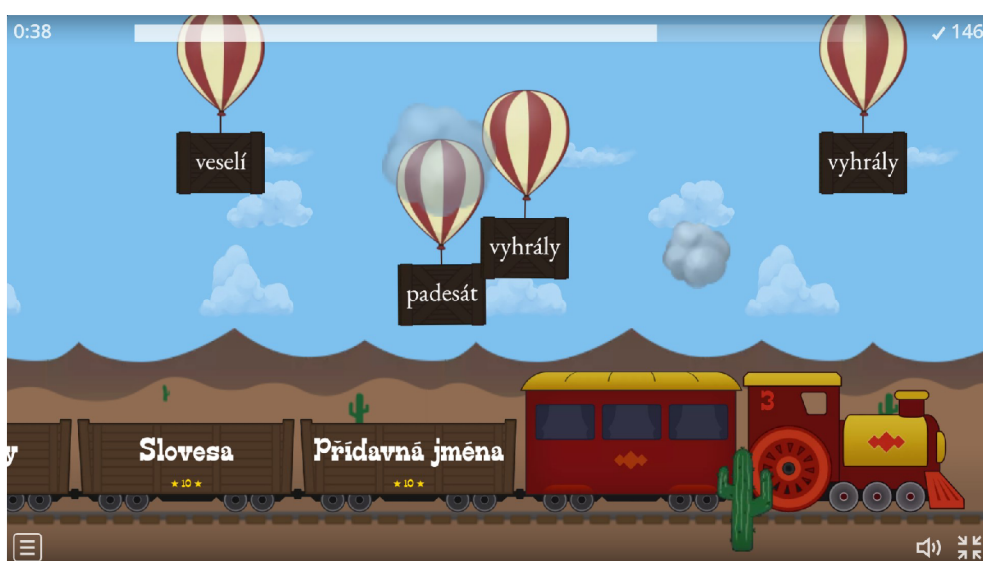 0:38
✓ 146
veselí
vyhrály
vyhrály
padesát
3
y
Slovesa
Přídavná jména
★ 10 ★
★ 10 ★